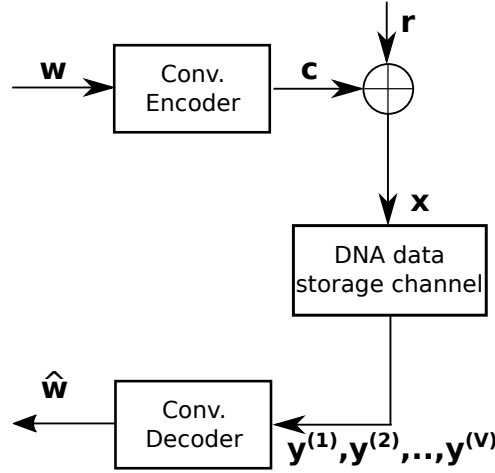 r
w
Conv.
Encoder
c
x
DNA data
storage channel
ŵ
Conv.
Decoder
y⁽¹⁾,y⁽²⁾,..,y⁽ⱽ⁾